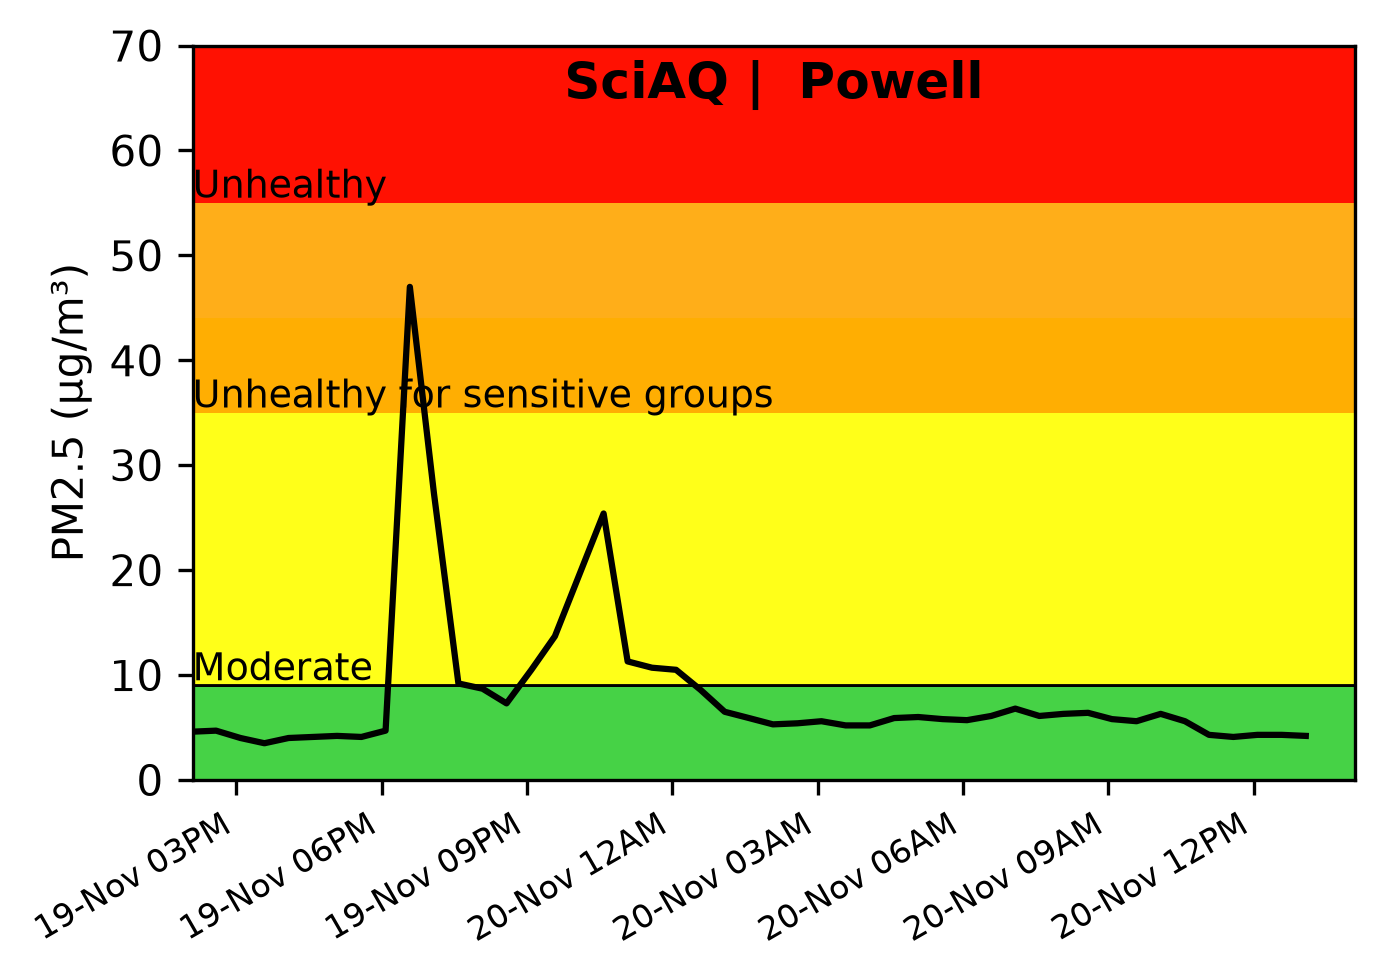 SciAQ |  Powell
70
60
50
40
30
20
10
0
PM2.5 (µg/m³)
Unhealthy
Unhealthy for sensitive groups
Moderate
19-Nov 03PM
19-Nov 06PM
19-Nov 09PM
20-Nov 12AM
20-Nov 03AM
20-Nov 06AM
20-Nov 09AM
20-Nov 12PM